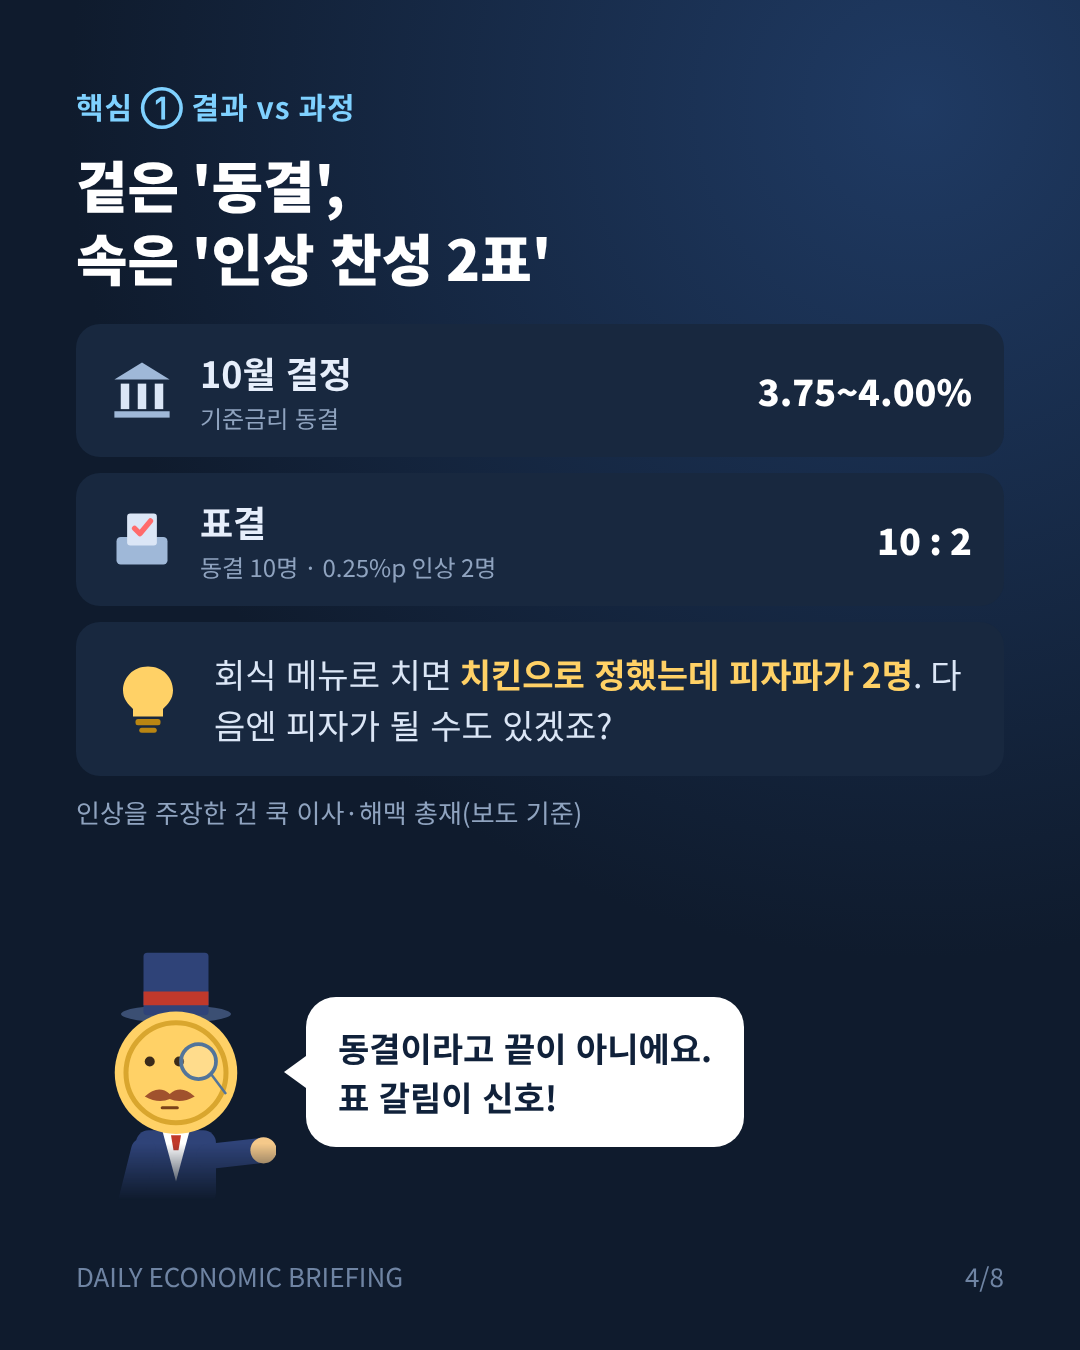 핵심 ① 결과 vs 과정
겉은 '동결',
속은 '인상 찬성 2표'
10월 결정
기준금리 동결
3.75~4.00%
표결
동결 10명 · 0.25%p 인상 2명
10 : 2
회식 메뉴로 치면 치킨으로 정했는데 피자파가 2명. 다
음엔 피자가 될 수도 있겠죠?
인상을 주장한 건 쿡 이사·해맥 총재(보도 기준)
동결이라고 끝이 아니에요.
표 갈림이 신호!
DAILY ECONOMIC BRIEFING
4/8